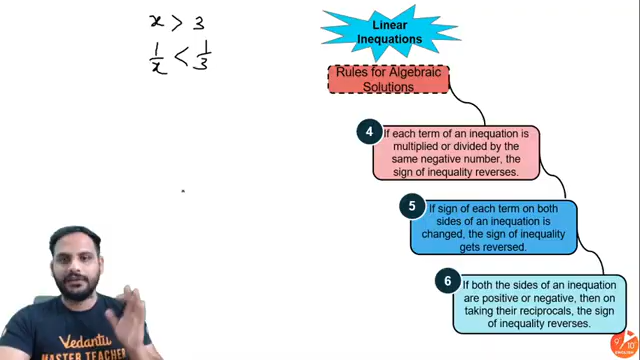 x > 3
1/x < 1/3
Linear
Inequations
Rules for Algebraic
Solutions
4
If each term of an inequation is
multiplied or divided by the
same negative number, the
sign of inequality reverses.
5
If sign of each term on both
sides of an inequation is
changed, the sign of inequality
gets reversed.
6
If both the sides of an inequation
are positive or negative, then on
taking their reciprocals, the sign
of inequality reverses.
Vedantu
MASTER TEACHER